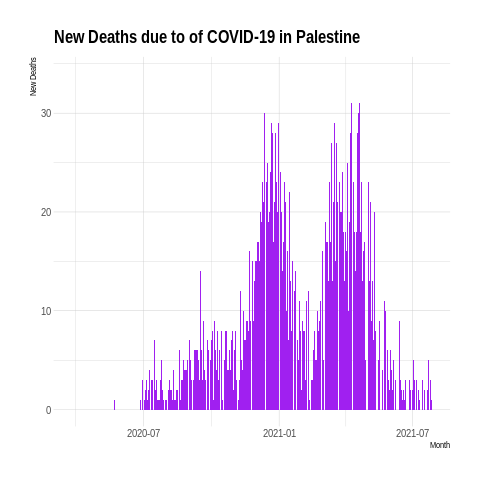 New Deaths due to of COVID-19 in Palestine
New Deaths
30
20
10
0
2020-07
2021-01
2021-07
Month